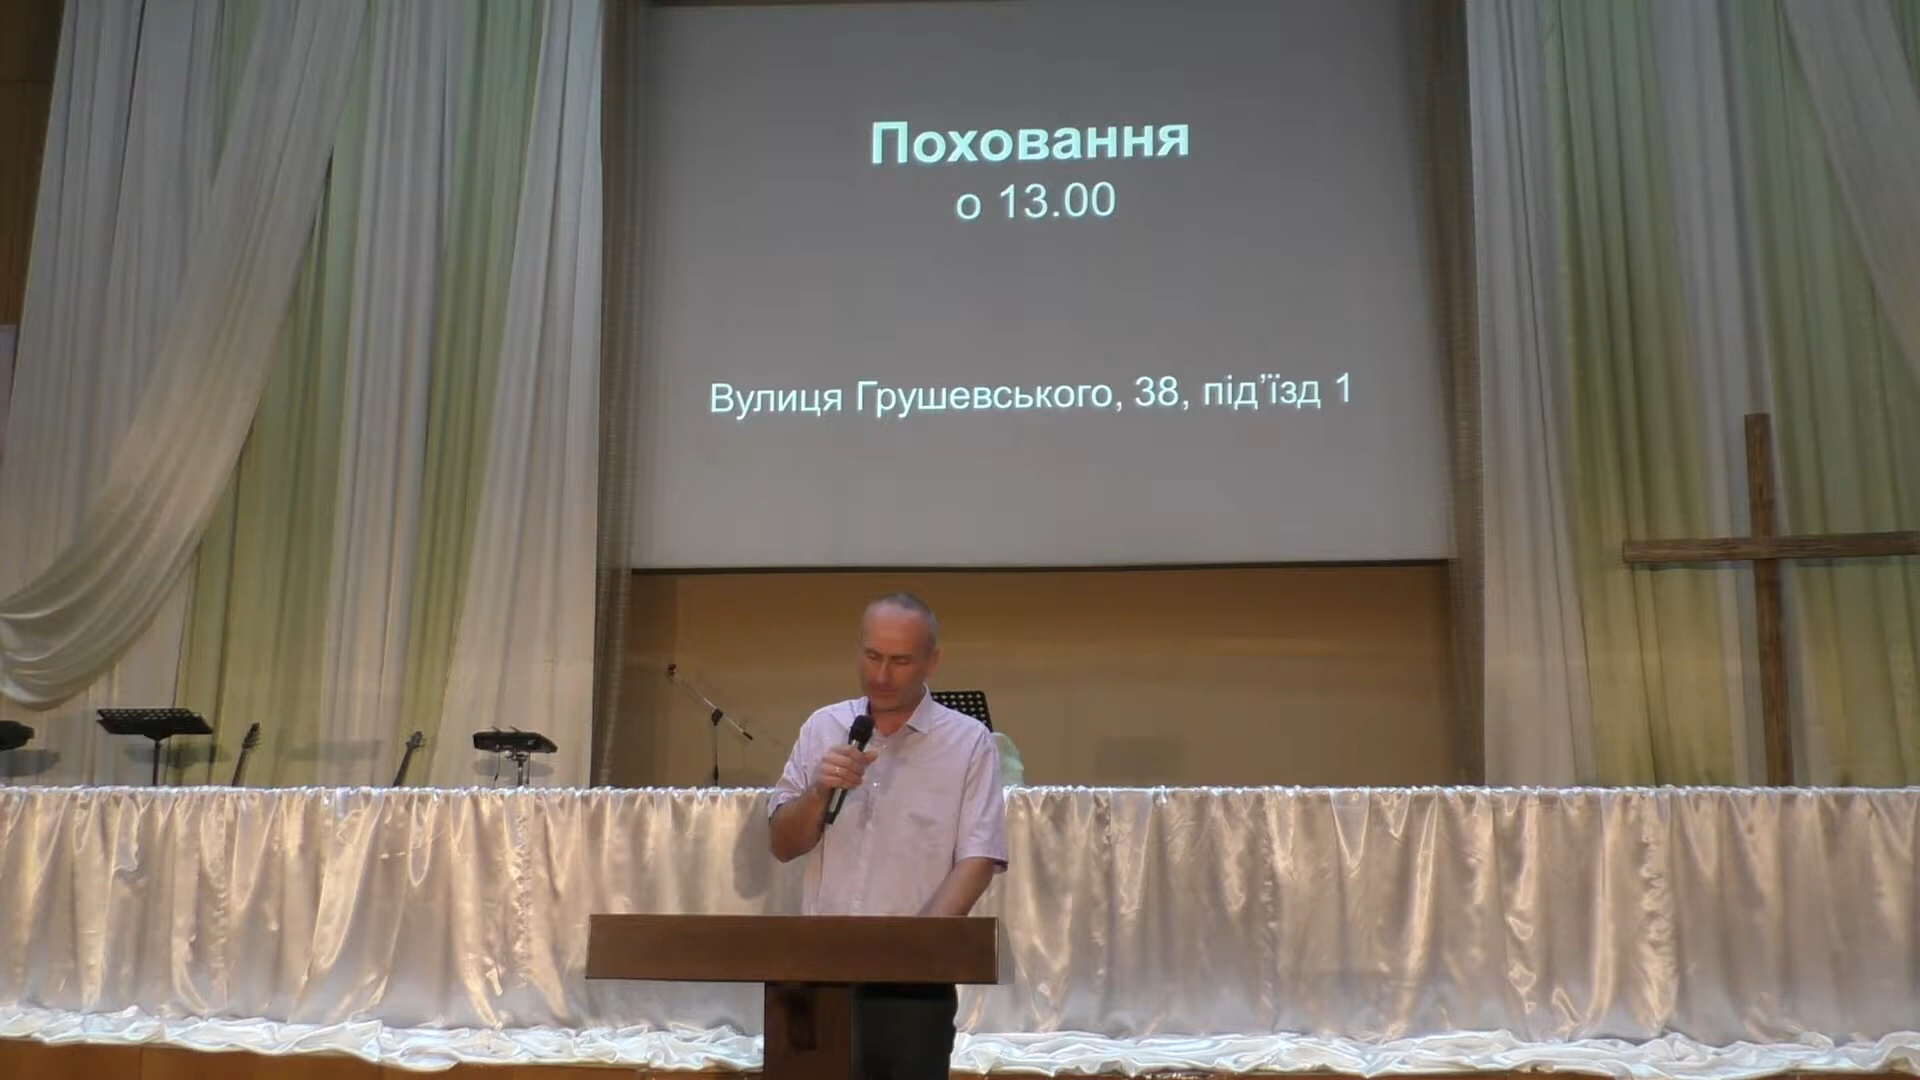 Поховання
о 13.00
Вулиця Грушевського, 38, під’їзд 1